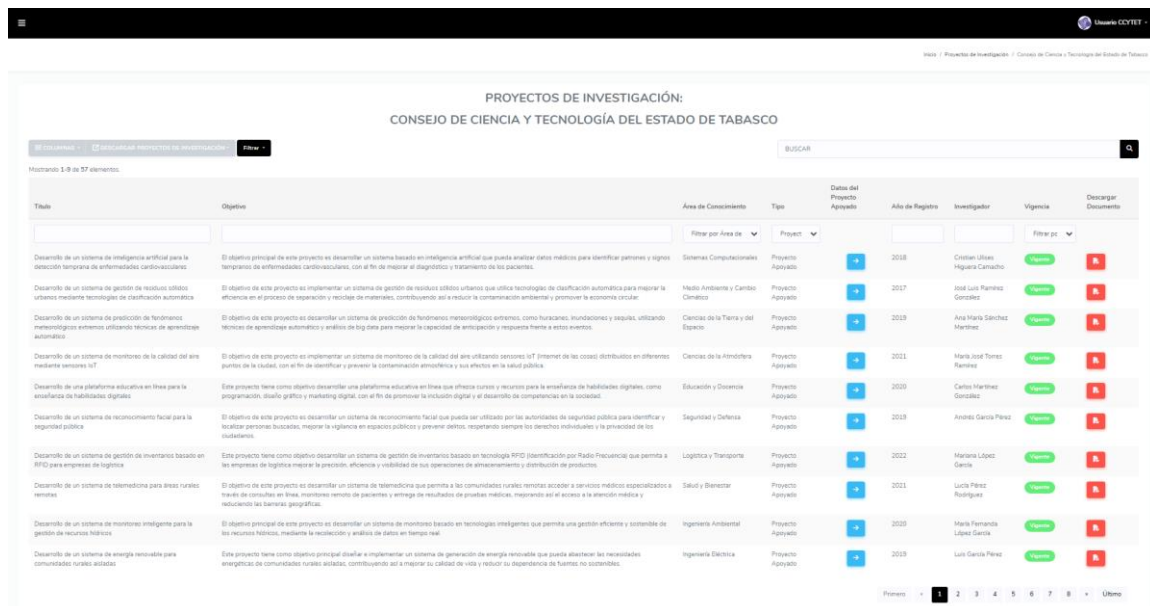 Usuario CCYTET
Inicio / Proyectos de Investigación / Consejo de Ciencia y Tecnología del Estado de Tabasco
PROYECTOS DE INVESTIGACIÓN:
CONSEJO DE CIENCIA Y TECNOLOGÍA DEL ESTADO DE TABASCO
COLUMNAS DESCARGAR PROYECTOS DE INVESTIGACIÓN Filtrar BUSCAR
Mostrando 1-9 de 57 elementos.
Datos del
Proyecto
Apoyado
Descargar
Documento
Título Objetivo Área de Conocimiento Tipo Año de Registro Investigador Vigencia
Filtrar por Área de Proyect Filtrar pc
Desarrollo de un sistema de inteligencia artificial para la
detección temprana de enfermedades cardiovasculares
El objetivo principal de este proyecto es desarrollar un sistema basado en inteligencia artificial que pueda analizar datos médicos para identificar patrones y signos
tempranos de enfermedades cardiovasculares, con el fin de mejorar el diagnóstico y tratamiento de los pacientes.
Sistemas Computacionales
Proyecto
Apoyado
2018
Cristian Ulises
Higuera Camacho
Vigente
Desarrollo de un sistema de gestión de residuos sólidos
urbanos mediante tecnologías de clasificación automática
El objetivo de este proyecto es implementar un sistema de gestión de residuos sólidos urbanos que utilice tecnologías de clasificación automática para mejorar la
eficiencia en el proceso de separación y reciclaje de materiales, contribuyendo así a reducir la contaminación ambiental y promover la economía circular.
Medio Ambiente y Cambio
Climático
Proyecto
Apoyado
2017
José Luis Ramírez
González
Vigente
Desarrollo de un sistema de predicción de fenómenos
meteorológicos extremos utilizando técnicas de aprendizaje
automático
El objetivo de este proyecto es desarrollar un sistema de predicción de fenómenos meteorológicos extremos, como huracanes, inundaciones y sequías, utilizando
técnicas de aprendizaje automático y análisis de big data para mejorar la capacidad de anticipación y respuesta frente a estos eventos.
Ciencias de la Tierra y del
Espacio
Proyecto
Apoyado
2019
Ana María Sánchez
Martínez
Vigente
Desarrollo de un sistema de monitoreo de la calidad del aire
mediante sensores IoT
El objetivo de este proyecto es implementar un sistema de monitoreo de la calidad del aire utilizando sensores IoT (Internet de las cosas) distribuidos en diferentes
puntos de la ciudad, con el fin de identificar y prevenir la contaminación atmosférica y sus efectos en la salud pública.
Ciencias de la Atmósfera
Proyecto
Apoyado
2021
María José Torres
Ramírez
Vigente
Desarrollo de una plataforma educativa en línea para la
enseñanza de habilidades digitales
Este proyecto tiene como objetivo desarrollar una plataforma educativa en línea que ofrezca cursos y recursos para la enseñanza de habilidades digitales, como
programación, diseño gráfico y marketing digital, con el fin de promover la inclusión digital y el desarrollo de competencias en la sociedad.
Educación y Docencia
Proyecto
Apoyado
2020
Carlos Martínez
González
Vigente
Desarrollo de un sistema de reconocimiento facial para la
seguridad pública
El objetivo de este proyecto es desarrollar un sistema de reconocimiento facial que pueda ser utilizado por las autoridades de seguridad pública para identificar y
localizar personas buscadas, mejorar la vigilancia en espacios públicos y prevenir delitos, respetando siempre los derechos individuales y la privacidad de los
ciudadanos.
Seguridad y Defensa
Proyecto
Apoyado
2019
Andrés García Pérez
Vigente
Desarrollo de un sistema de gestión de inventarios basado en
RFID para empresas de logística
Este proyecto tiene como objetivo desarrollar un sistema de gestión de inventarios basado en tecnología RFID (Identificación por Radio Frecuencia) que permita a
las empresas de logística mejorar la precisión, eficiencia y visibilidad de sus operaciones de almacenamiento y distribución de productos.
Logística y Transporte
Proyecto
Apoyado
2022
Mariana López
García
Vigente
Desarrollo de un sistema de telemedicina para áreas rurales
remotas
El objetivo de este proyecto es desarrollar un sistema de telemedicina que permita a las comunidades rurales remotas acceder a servicios médicos especializados a
través de consultas en línea, monitoreo remoto de pacientes y entrega de resultados de pruebas médicas, mejorando así el acceso a la atención médica y
reduciendo las barreras geográficas.
Salud y Bienestar
Proyecto
Apoyado
2021
Lucía Pérez
Rodríguez
Vigente
Desarrollo de un sistema de monitoreo inteligente para la
gestión de recursos hídricos
El objetivo principal de este proyecto es desarrollar un sistema de monitoreo basado en tecnologías inteligentes que permita una gestión eficiente y sostenible de
los recursos hídricos, mediante la recolección y análisis de datos en tiempo real.
Ingeniería Ambiental
Proyecto
Apoyado
2020
María Fernanda
López García
Vigente
Desarrollo de un sistema de energía renovable para
comunidades rurales aisladas
Este proyecto tiene como objetivo principal diseñar e implementar un sistema de generación de energía renovable que pueda abastecer las necesidades
energéticas de comunidades rurales aisladas, contribuyendo así a mejorar su calidad de vida y reducir su dependencia de fuentes no sostenibles.
Ingeniería Eléctrica
Proyecto
Apoyado
2019
Luis García Pérez
Vigente
Primero « 1 2 3 4 5 6 7 8 » Último